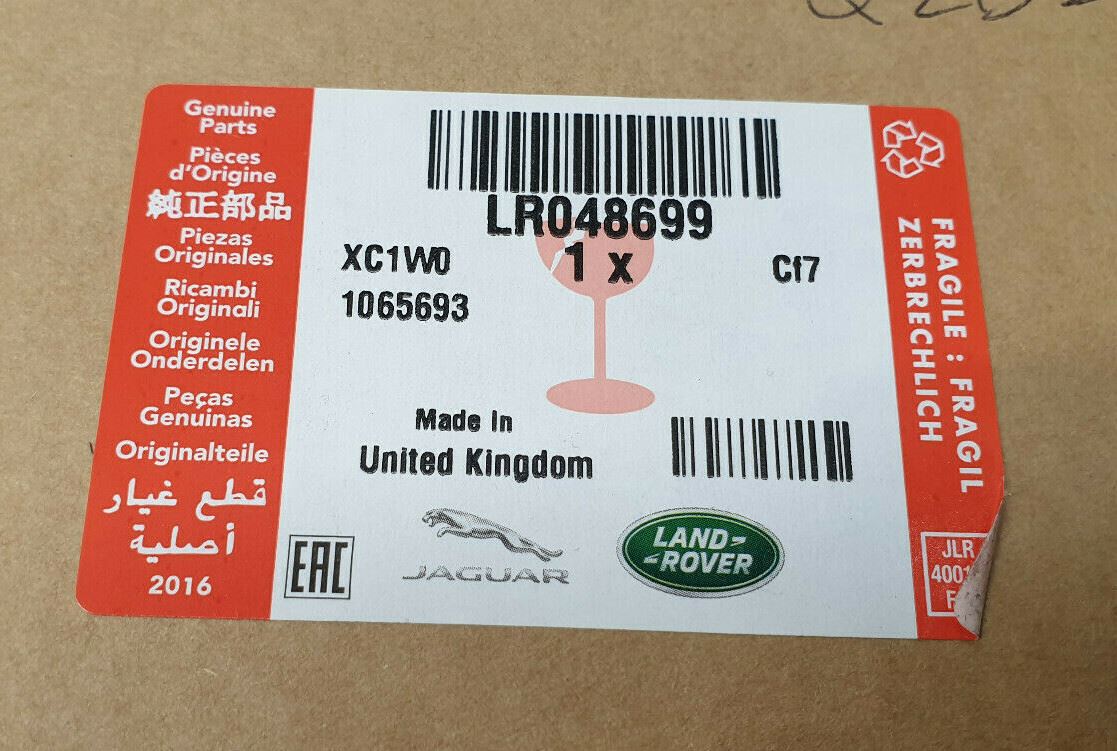 Genuine
Parts
Pièces
d'Origine
純正部品
Piezas
Originales
Ricambi
Originali
Originele
Onderdelen
Peças
Genuinas
Originalteile
قطع غيار
أصلية
2016
LR048699
XC1W0
1 x
Cf7
1065693
Made In
United Kingdom
EAC
JAGUAR
LAND-
-ROVER
FRAGILE : FRAGIL
ZERBRECHLICH
JLR